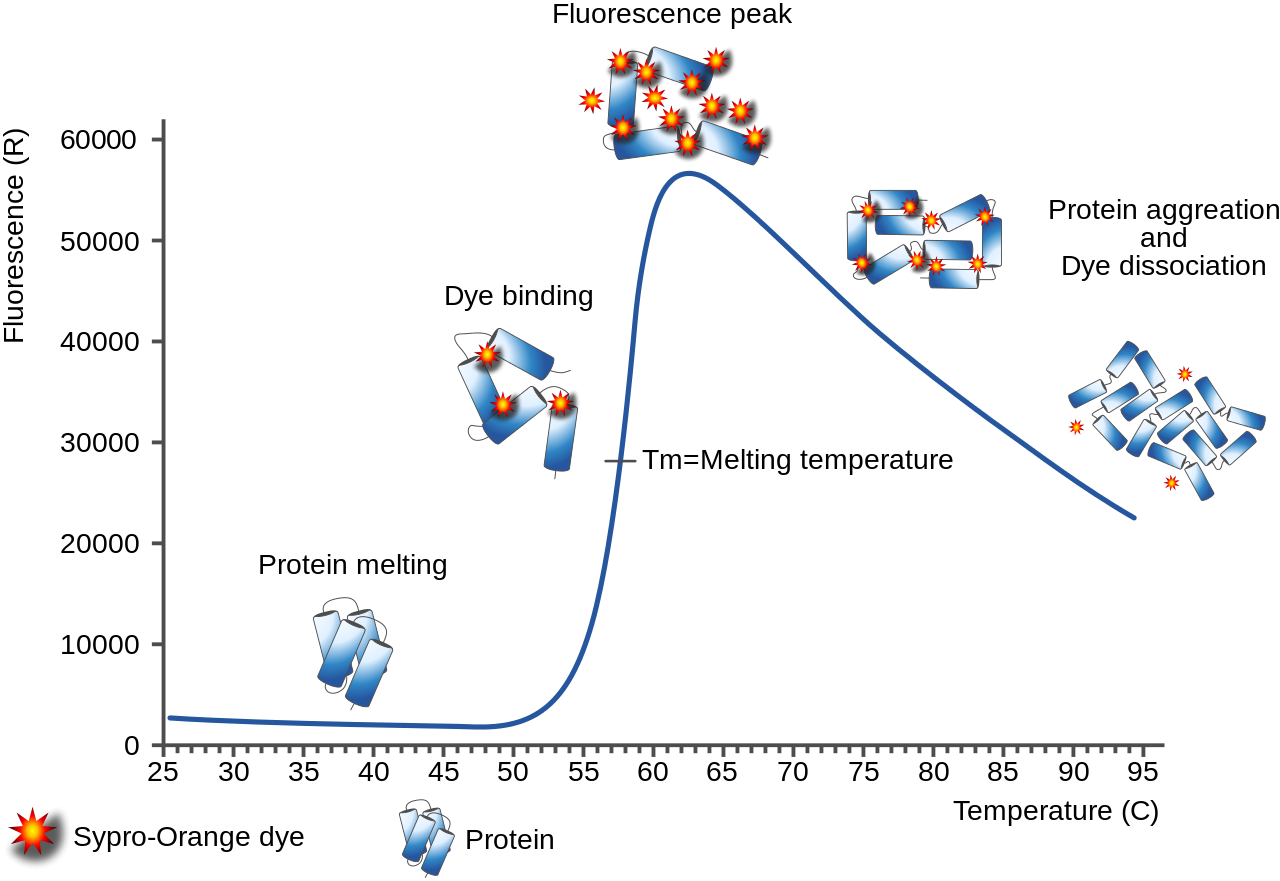 Fluorescence peak
Fluorescence (R)
60000
50000
40000
30000
20000
10000
0
Protein aggreation
and
Dye dissociation
Dye binding
Tm=Melting temperature
Protein melting
25 30 35 40 45 50 55 60 65 70 75 80 85 90 95
Temperature (C)
Sypro-Orange dye
Protein